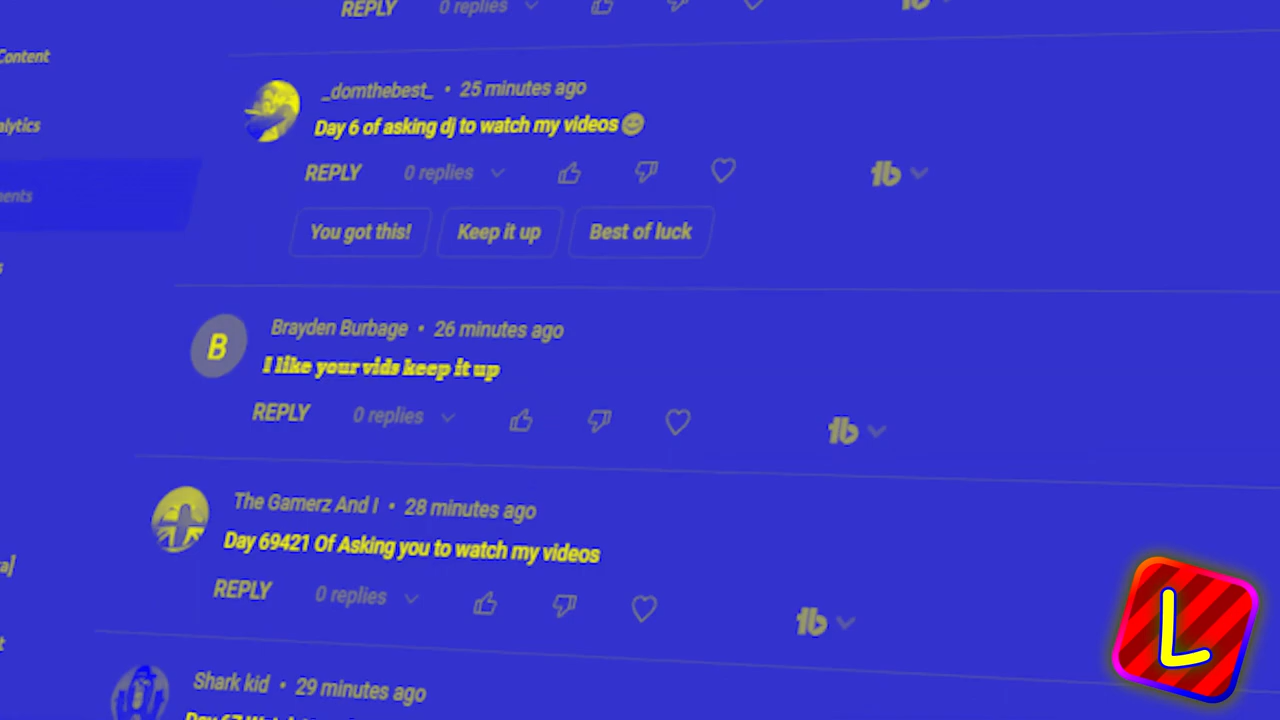 REPLY 0 replies
Content
_domthebest_ • 25 minutes ago
Day 6 of asking dj to watch my videos😊
REPLY 0 replies
You got this! Keep it up Best of luck
Brayden Burbage • 26 minutes ago
B
I like your vids keep it up
REPLY 0 replies
The Gamerz And I • 28 minutes ago
Day 69421 Of Asking you to watch my videos
REPLY 0 replies
L
Shark kid • 29 minutes ago